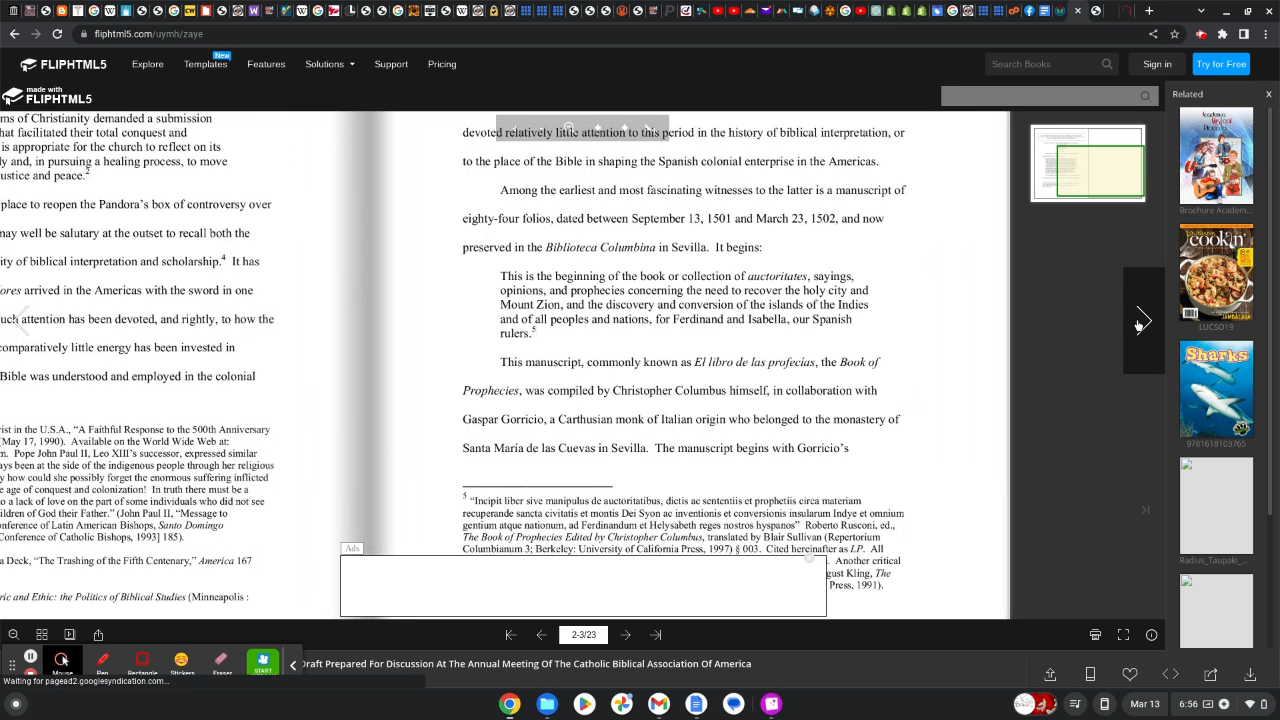 fliphtml5.com/uymh/zaye
FLIPHTML5
Explore
Templates
New
Features
Solutions
Support
Pricing
Search Books
Sign in
Try for Free
made with
FLIPHTML5
Related
X
ms of Christianity demanded a submission
hat facilitated their total conquest and
is appropriate for the church to reflect on its
ly and, in pursuing a healing process, to move
ustice and peace.2
place to reopen the Pandora's box of controversy over
may well be salutary at the outset to recall both the
ity of biblical interpretation and scholarship.4 It has
ores arrived in the Americas with the sword in one
uck attention has been devoted, and rightly, to how the
comparatively little energy has been invested in
Bible was understood and employed in the colonial
rist in the U.S.A., "A Faithful Response to the 500th Anniversary
(May 17, 1990). Available on the World Wide Web at:
m. Pope John Paul II, Leo XIII's successor, expressed similar
ays been at the side of the indigenous people through her religious
y how could she possibly forget the enormous suffering inflicted
e age of conquest and colonization! In truth there must be a
to a lack of love on the part of some individuals who did not see
ildren of God their Father." (John Paul II, "Message to
onference of Latin American Bishops, Santo Domingo
Conference of Catholic Bishops, 1993] 185).
a Deck, "The Trashing of the Fifth Centenary," America 167
ric and Ethic: the Politics of Biblical Studies (Minneapolis :
devoted relatively little attention to this period in the history of biblical interpretation, or
to the place of the Bible in shaping the Spanish colonial enterprise in the Americas.
Among the earliest and most fascinating witnesses to the latter is a manuscript of
eighty-four folios, dated between September 13, 1501 and March 23, 1502, and now
preserved in the Biblioteca Columbina in Sevilla. It begins:
This is the beginning of the book or collection of auctoritates, sayings,
opinions, and prophecies concerning the need to recover the holy city and
Mount Zion, and the discovery and conversion of the islands of the Indies
and of all peoples and nations, for Ferdinand and Isabella, our Spanish
rulers.5
This manuscript, commonly known as El libro de las profecías, the Book of
Prophecies, was compiled by Christopher Columbus himself, in collaboration with
Gaspar Gorricio, a Carthusian monk of Italian origin who belonged to the monastery of
Santa María de las Cuevas in Sevilla. The manuscript begins with Gorricio's
5 "Incipit liber sive manipulus de auctoritatibus, dictis ac sententiis et prophetiis circa materiam
recuperande sancta civitatis et montis Dei Syon ac inventionis et conversionis insularum Indye et omnium
gentium atque nationum, ad Ferdinandum et Helysabeth reges nostros hyspanos" Roberto Rusconi, ed.,
The Book of Prophecies Edited by Christopher Columbus, translated by Blair Sullivan (Repertorium
Columbianum 3; Berkeley: University of California Press, 1997) § 003. Cited hereinafter as LP. All
. Another critical
gust Kling, The
Press, 1991).
Ads
Brochure Academ...
LOUISIANA
cookin'
JAMBALAYA
LUCSO19
Sharks
9781618103765
Radius_Taupaki_...
2-3/23
Mouse
Pen
Rectangle
Stickers
Eraser
START
Draft Prepared For Discussion At The Annual Meeting Of The Catholic Biblical Association Of America
Waiting for pagead2.googlesyndication.com...
Mar 13
6:56